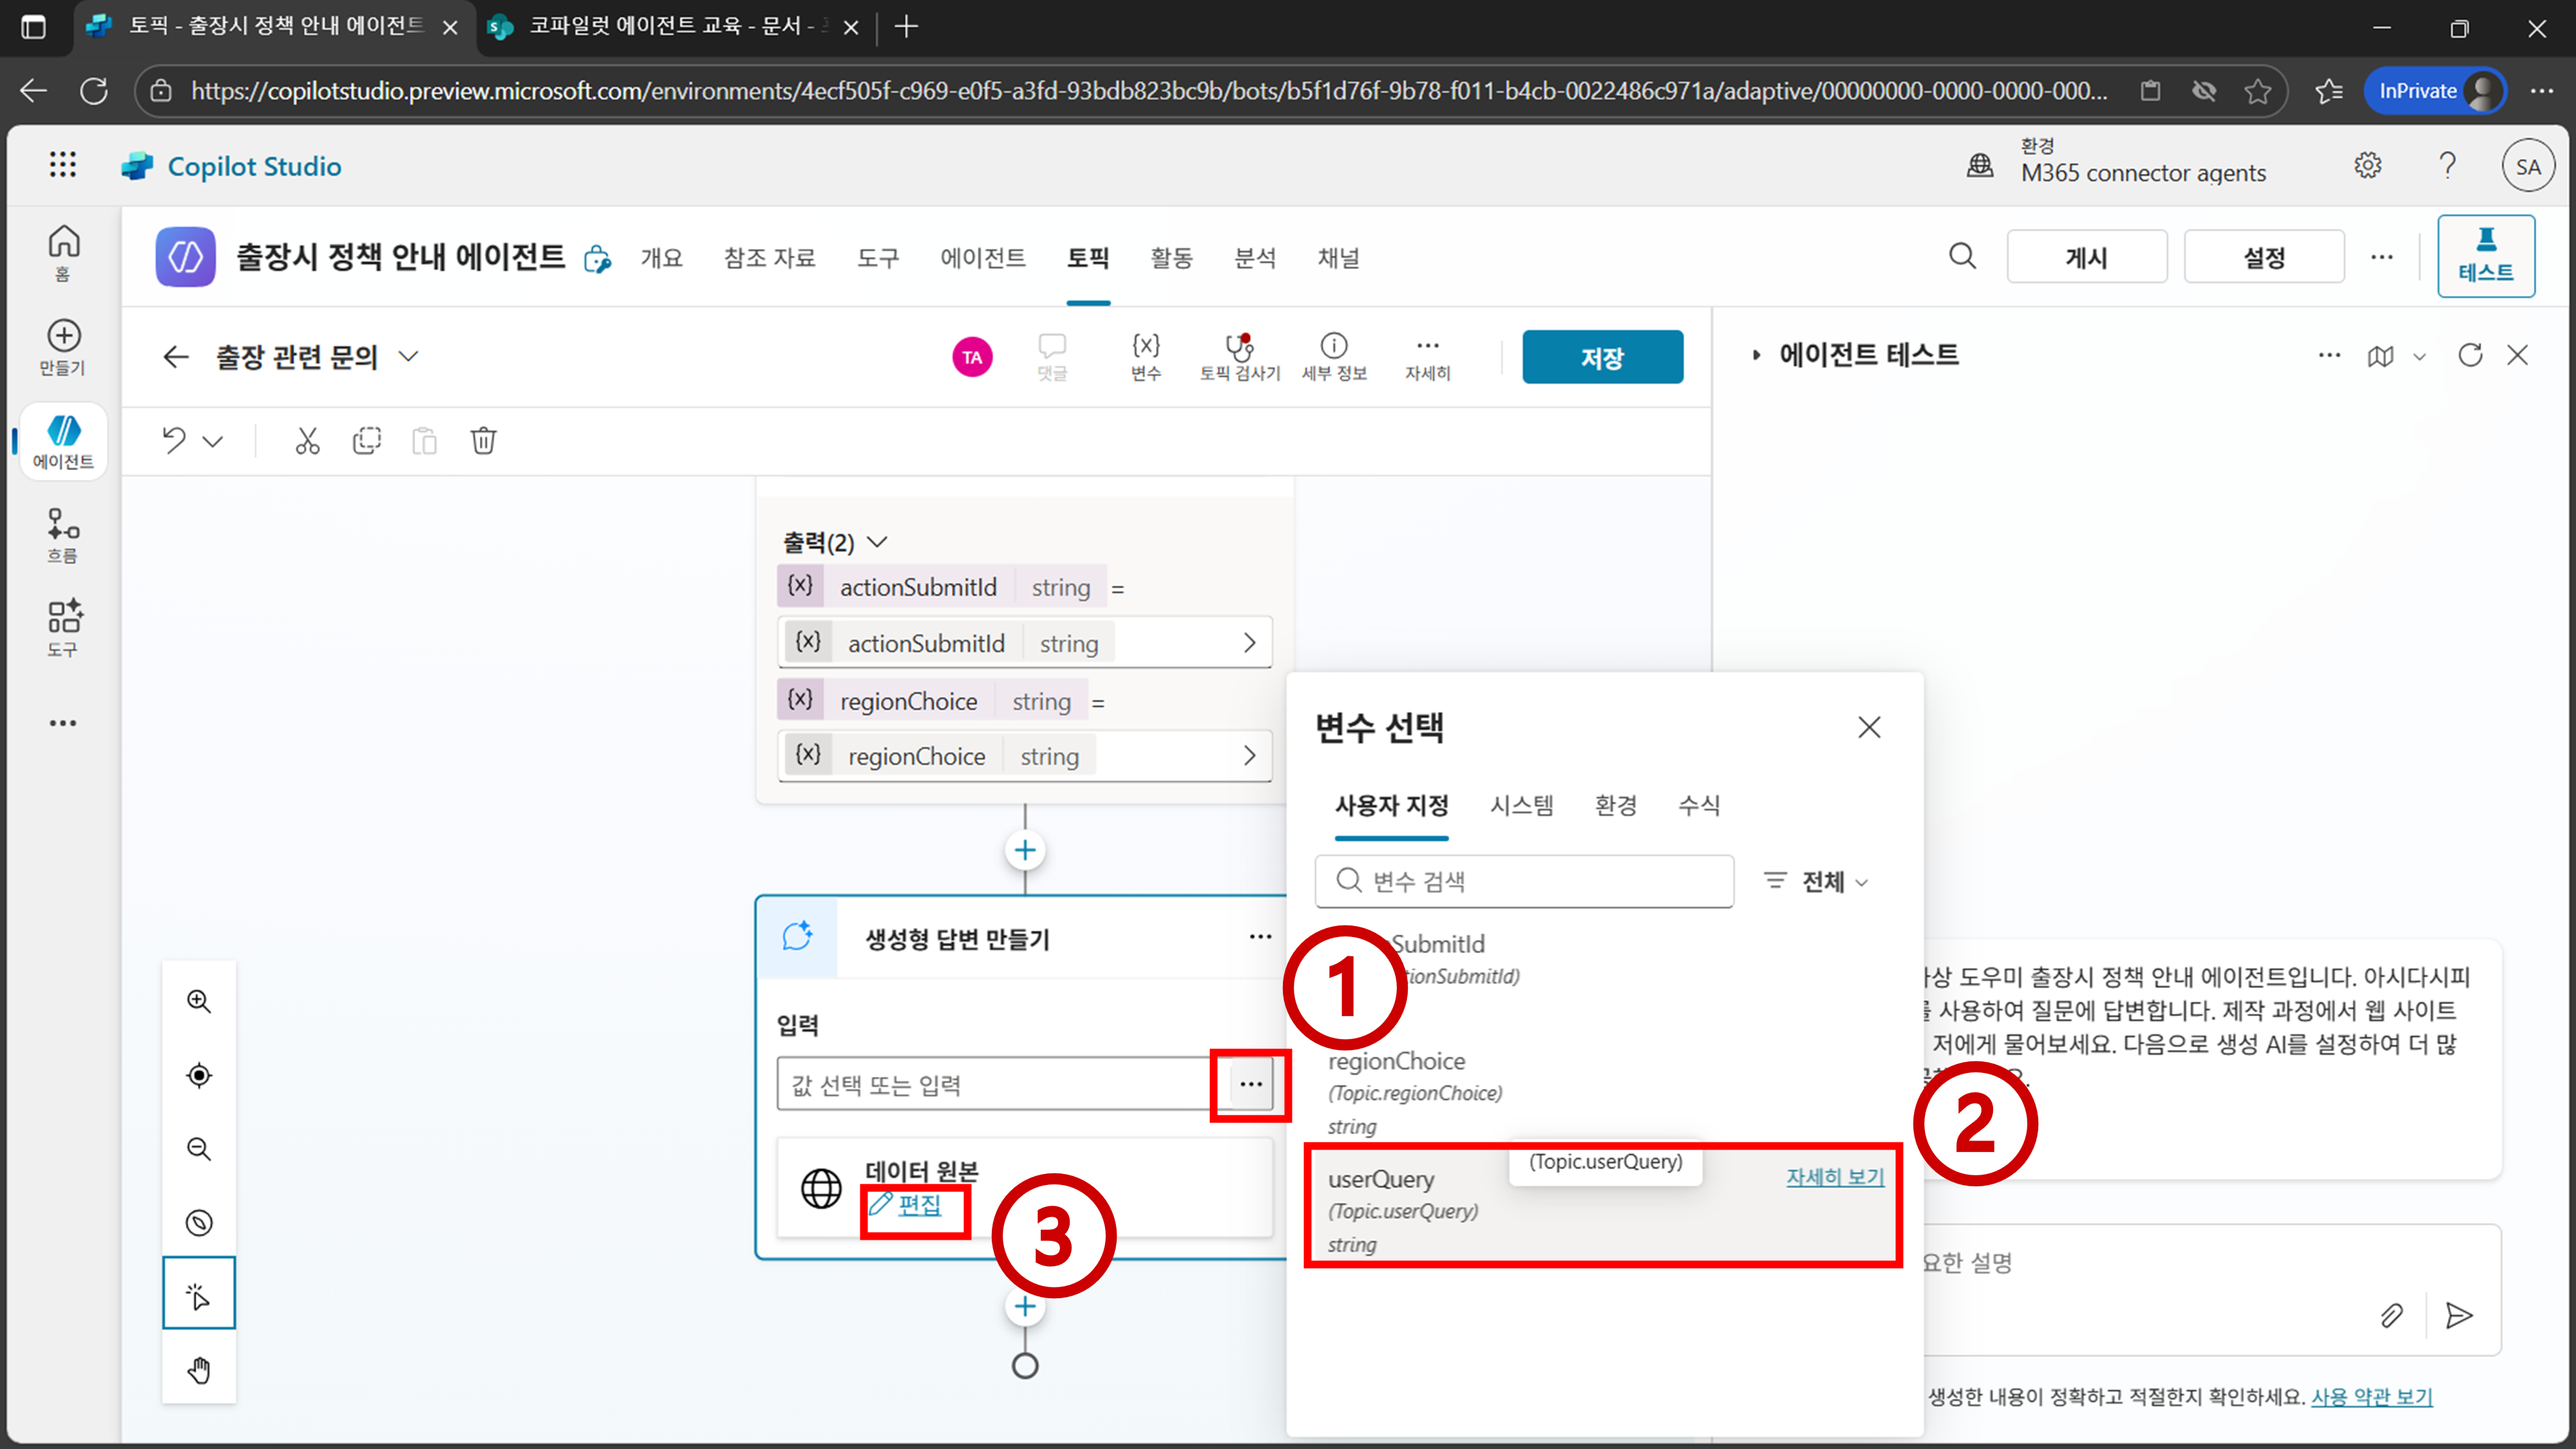 토픽 - 출장시 정책 안내 에이전트
코파일럿 에이전트 교육 - 문서 -
https://copilotstudio.preview.microsoft.com/environments/4ecf505f-c969-e0f5-a3fd-93bdb823bc9b/bots/b5f1d76f-9b78-f011-b4cb-0022486c971a/adaptive/00000000-0000-0000-000...
InPrivate
Copilot Studio
환경
M365 connector agents
SA
홈
만들기
에이전트
흐름
도구
출장시 정책 안내 에이전트
개요
참조 자료
도구
에이전트
토픽
활동
분석
채널
게시
설정
테스트
출장 관련 문의
TA
댓글
{x} 변수
토픽 검사기
세부 정보
자세히
저장
에이전트 테스트
출력(2)
{x} actionSubmitId string =
{x} actionSubmitId string
{x} regionChoice string =
{x} regionChoice string
생성형 답변 만들기
입력
값 선택 또는 입력
데이터 원본
편집
③
변수 선택
사용자 지정
시스템
환경
수식
변수 검색
전체
①
SubmitId
tionSubmitId)
regionChoice
(Topic.regionChoice)
string
②
userQuery
(Topic.userQuery)
자세히 보기
(Topic.userQuery)
string
상 도우미 출장시 정책 안내 에이전트입니다. 아시다시피
사용하여 질문에 답변합니다. 제작 과정에서 웹 사이트
저에게 물어보세요. 다음으로 생성 AI를 설정하여 더 많
요한 설명
생성한 내용이 정확하고 적절한지 확인하세요. 사용 약관 보기